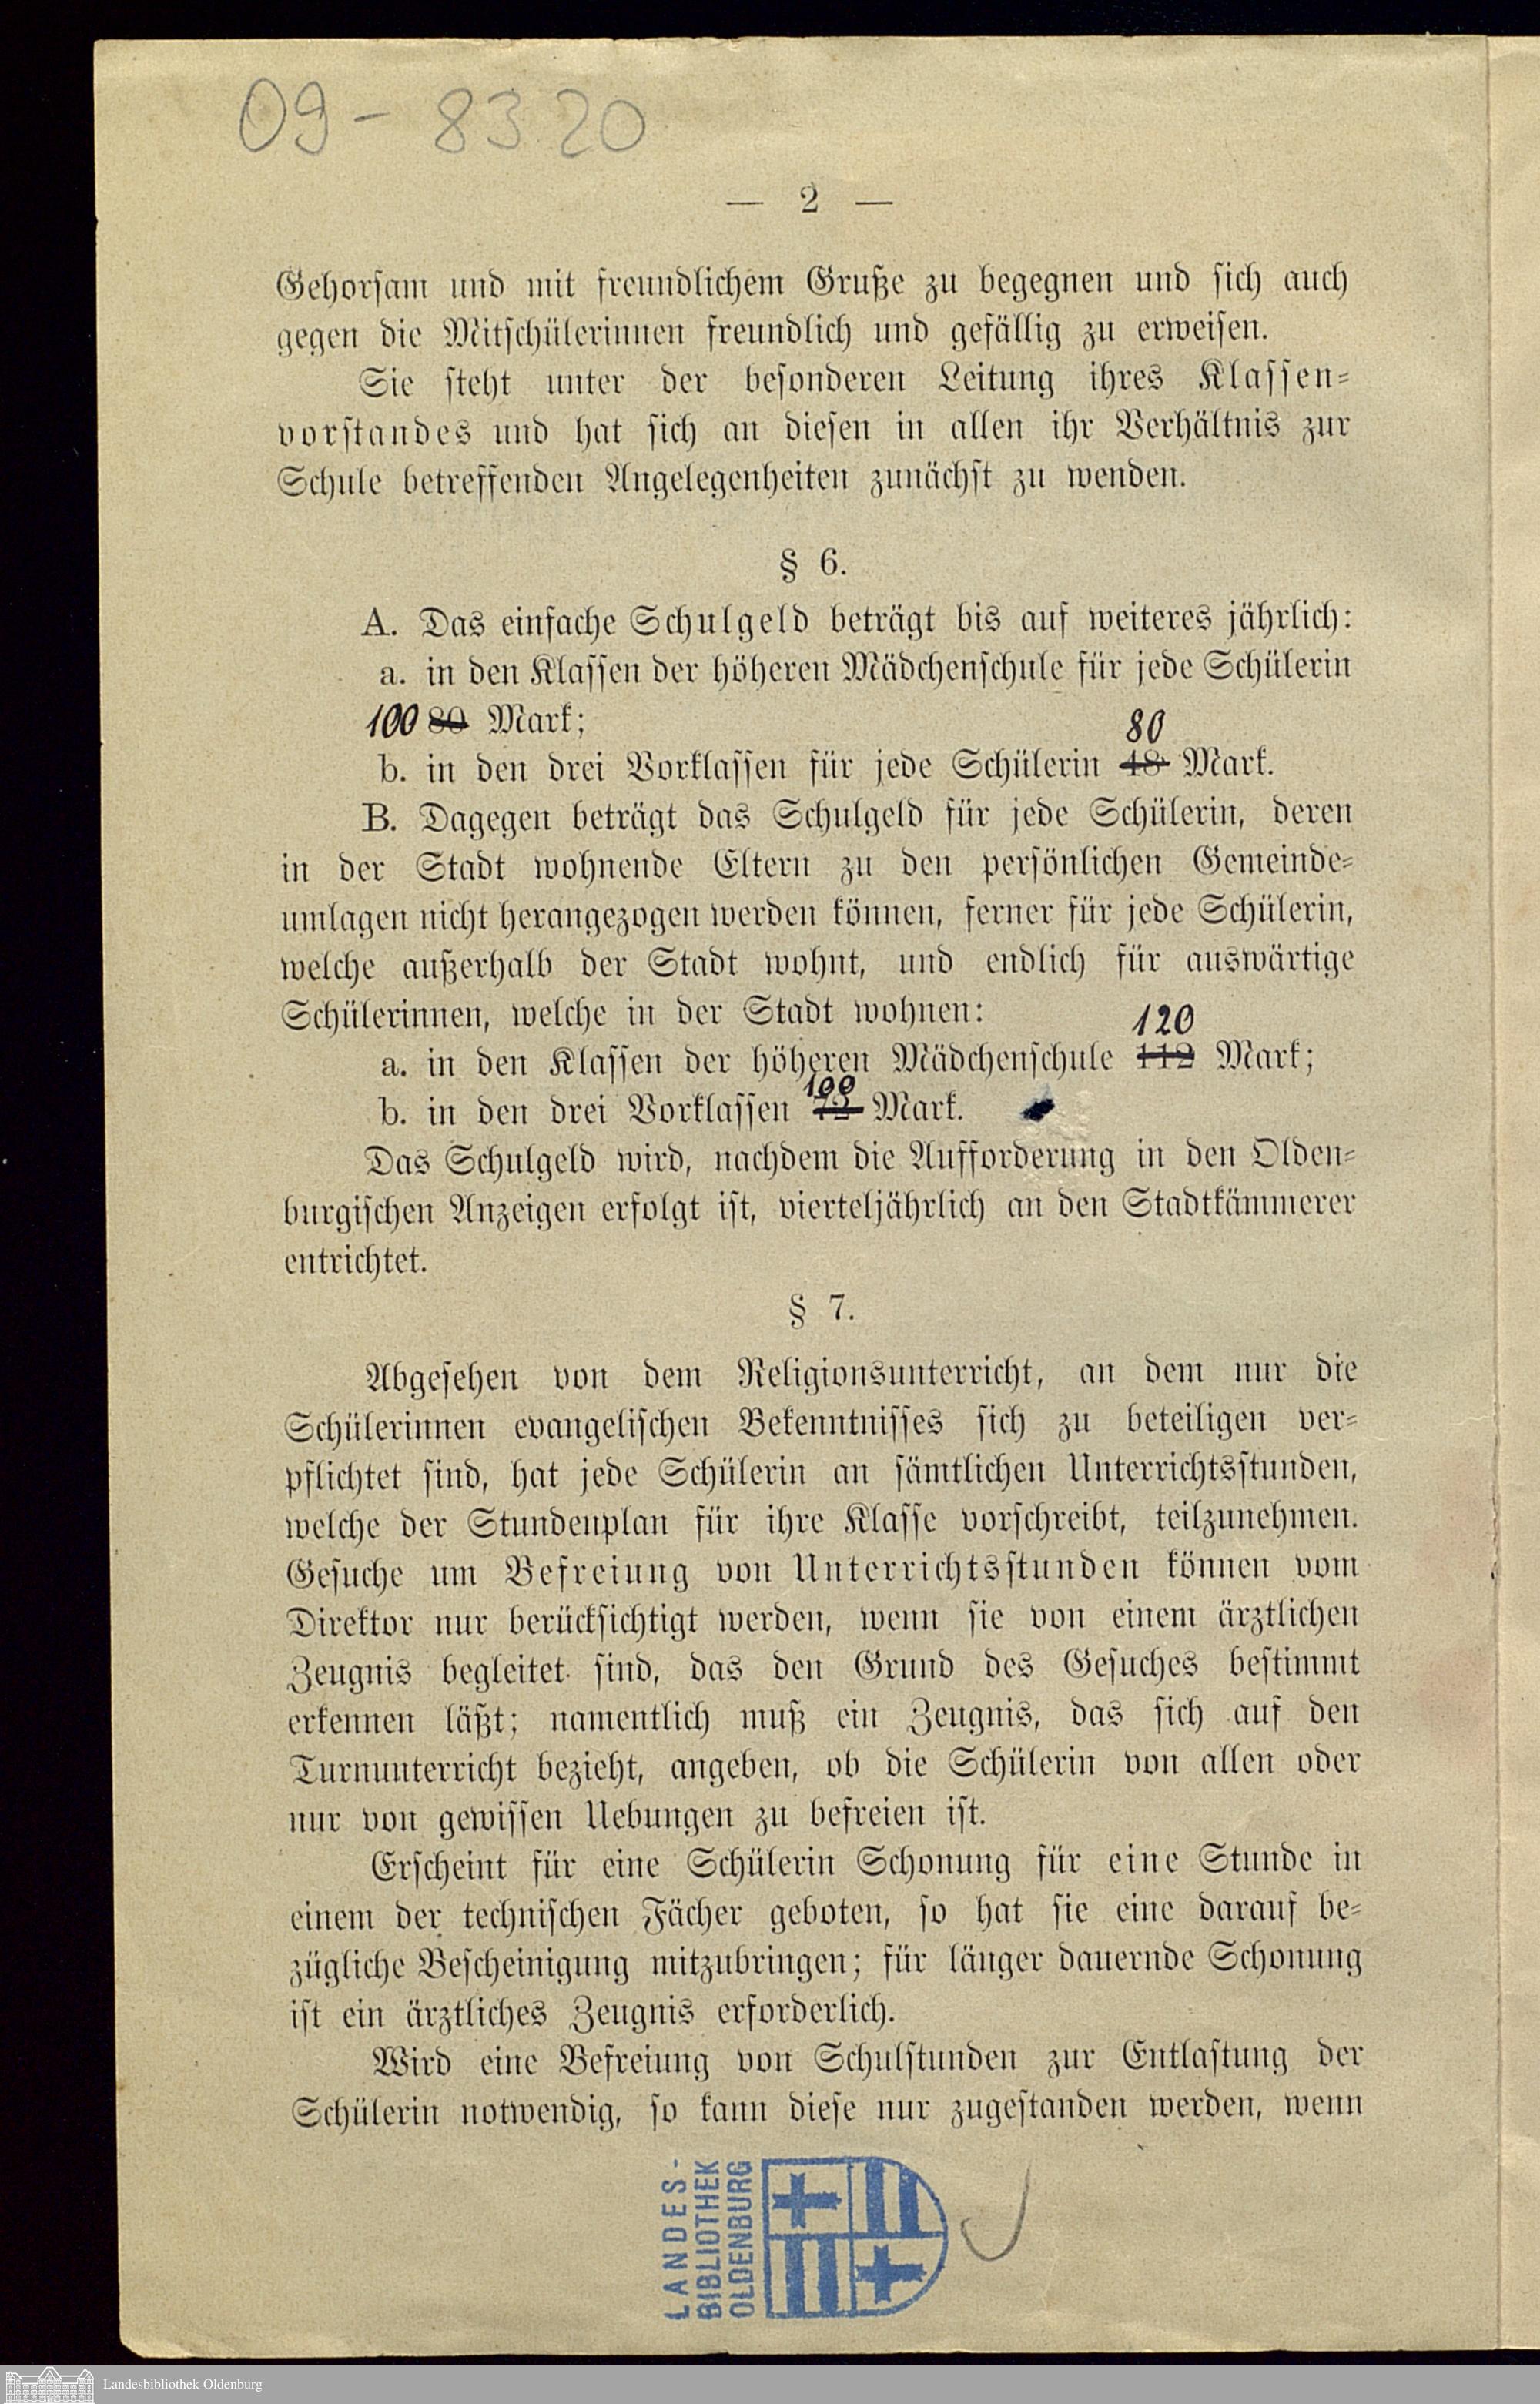 09 - 83 20
— 2 —
Gehorsam und mit freundlichem Gruße zu begegnen und sich auch
gegen die Mitschülerinnen freundlich und gefällig zu erweisen.
Sie steht unter der besonderen Leitung ihres Klassen-
vorstandes und hat sich an diesen in allen ihr Verhältnis zur
Schule betreffenden Angelegenheiten zunächst zu wenden.
§ 6.
A. Das einfache Schulgeld beträgt bis auf weiteres jährlich:
a. in den Klassen der höheren Mädchenschule für jede Schülerin
100 80 Mark;
80
b. in den drei Vorklassen für jede Schülerin 48 Mark.
B. Dagegen beträgt das Schulgeld für jede Schülerin, deren
in der Stadt wohnende Eltern zu den persönlichen Gemeinde-
umlagen nicht herangezogen werden können, ferner für jede Schülerin,
welche außerhalb der Stadt wohnt, und endlich für auswärtige
Schülerinnen, welche in der Stadt wohnen:
120
a. in den Klassen der höheren Mädchenschule 112 Mark;
100
b. in den drei Vorklassen Mark.
Das Schulgeld wird, nachdem die Aufforderung in den Olden-
burgischen Anzeigen erfolgt ist, vierteljährlich an den Stadtkämmerer
entrichtet.
§ 7.
Abgesehen von dem Religionsunterricht, an dem nur die
Schülerinnen evangelischen Bekenntnisses sich zu beteiligen ver-
pflichtet sind, hat jede Schülerin an sämtlichen Unterrichtsstunden,
welche der Stundenplan für ihre Klasse vorschreibt, teilzunehmen.
Gesuche um Befreiung von Unterrichtsstunden können vom
Direktor nur berücksichtigt werden, wenn sie von einem ärztlichen
Zeugnis begleitet sind, das den Grund des Gesuches bestimmt
erkennen läßt; namentlich muß ein Zeugnis, das sich auf den
Turnunterricht bezieht, angeben, ob die Schülerin von allen oder
nur von gewissen Uebungen zu befreien ist.
Erscheint für eine Schülerin Schonung für eine Stunde in
einem der technischen Fächer geboten, so hat sie eine darauf be-
zügliche Bescheinigung mitzubringen; für länger dauernde Schonung
ist ein ärztliches Zeugnis erforderlich.
Wird eine Befreiung von Schulstunden zur Entlastung der
Schülerin notwendig, so kann diese nur zugestanden werden, wenn
LANDES-
BIBLIOTHEK
OLDENBURG
Landesbibliothek Oldenburg